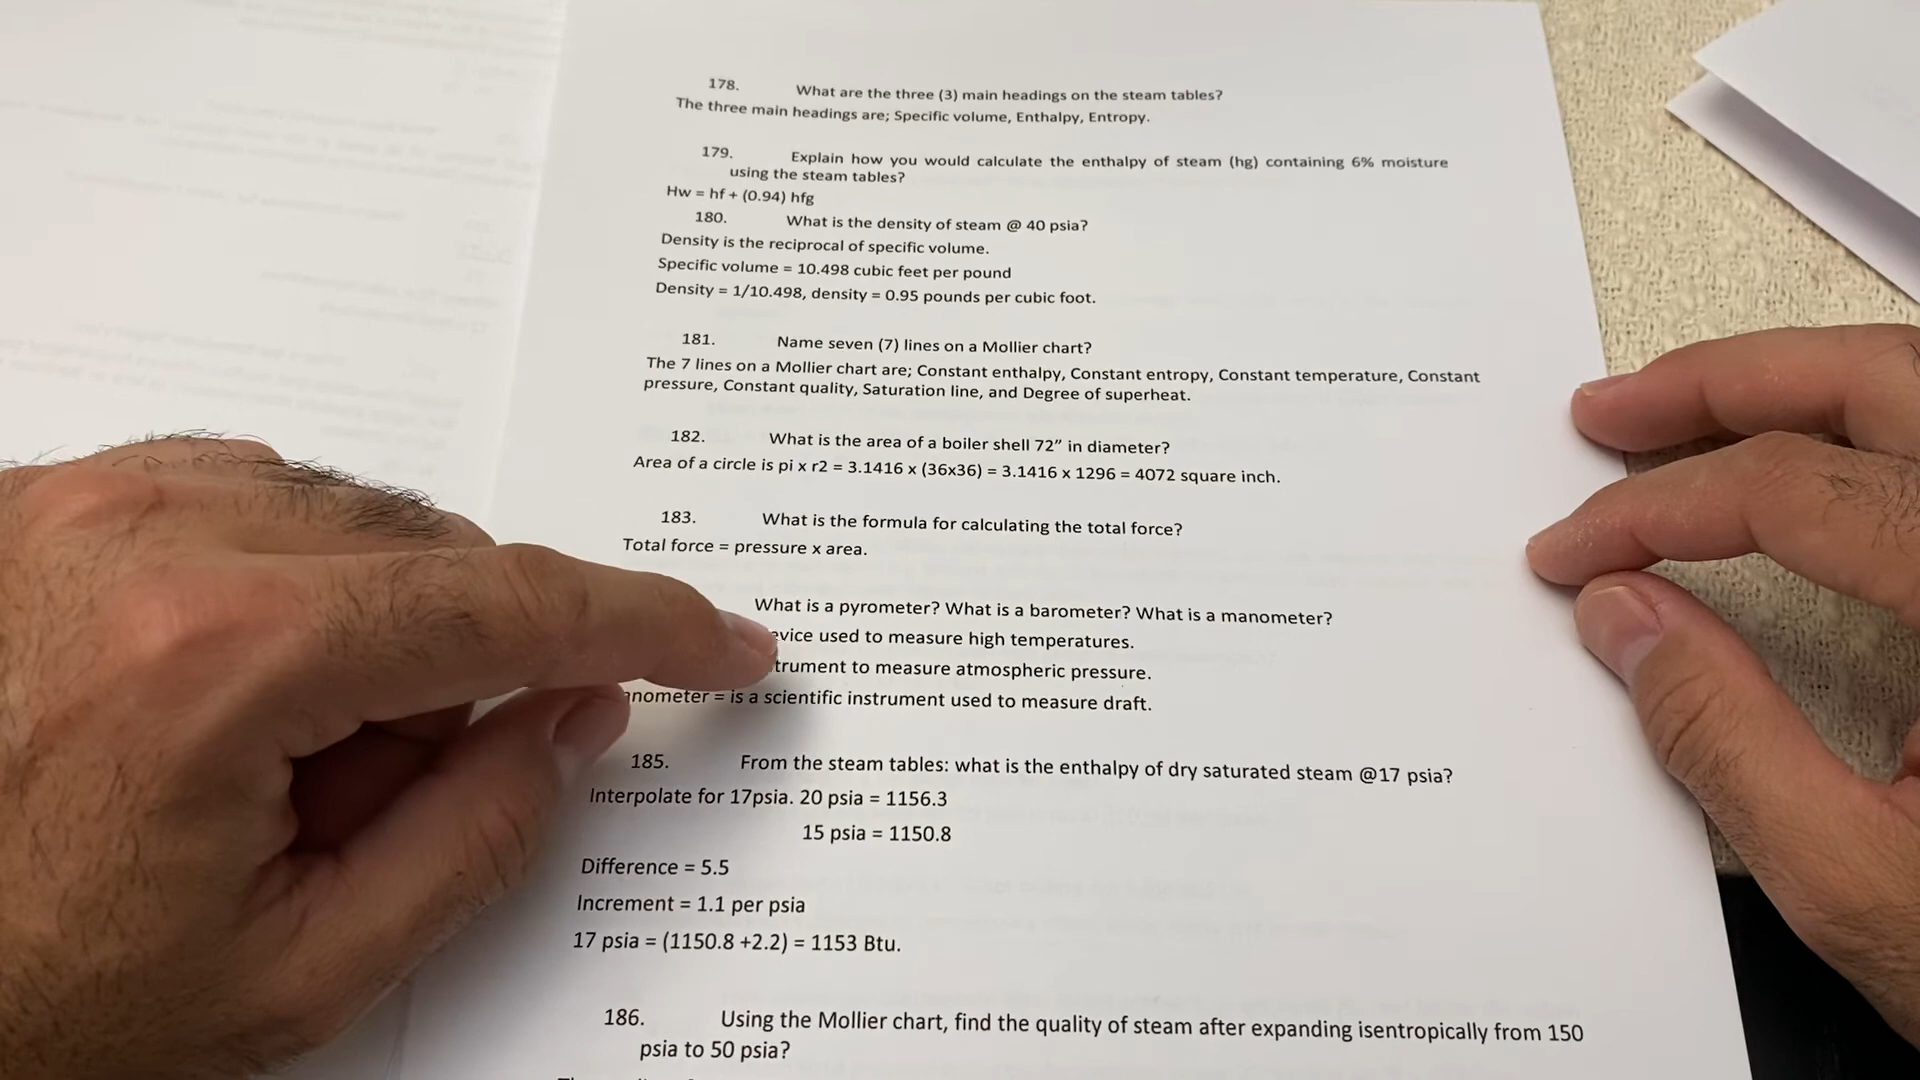 178. What are the three (3) main headings on the steam tables?
The three main headings are; Specific volume, Enthalpy, Entropy.
179. Explain how you would calculate the enthalpy of steam (hg) containing 6% moisture
using the steam tables?
Hw = hf + (0.94) hfg
180. What is the density of steam @ 40 psia?
Density is the reciprocal of specific volume.
Specific volume = 10.498 cubic feet per pound
Density = 1/10.498, density = 0.95 pounds per cubic foot.
181. Name seven (7) lines on a Mollier chart?
The 7 lines on a Mollier chart are; Constant enthalpy, Constant entropy, Constant temperature, Constant
pressure, Constant quality, Saturation line, and Degree of superheat.
182. What is the area of a boiler shell 72” in diameter?
Area of a circle is pi x r2 = 3.1416 x (36x36) = 3.1416 x 1296 = 4072 square inch.
183. What is the formula for calculating the total force?
Total force = pressure x area.
What is a pyrometer? What is a barometer? What is a manometer?
evice used to measure high temperatures.
trument to measure atmospheric pressure.
anometer = is a scientific instrument used to measure draft.
185. From the steam tables: what is the enthalpy of dry saturated steam @17 psia?
Interpolate for 17psia. 20 psia = 1156.3
15 psia = 1150.8
Difference = 5.5
Increment = 1.1 per psia
17 psia = (1150.8 +2.2) = 1153 Btu.
186. Using the Mollier chart, find the quality of steam after expanding isentropically from 150
psia to 50 psia?